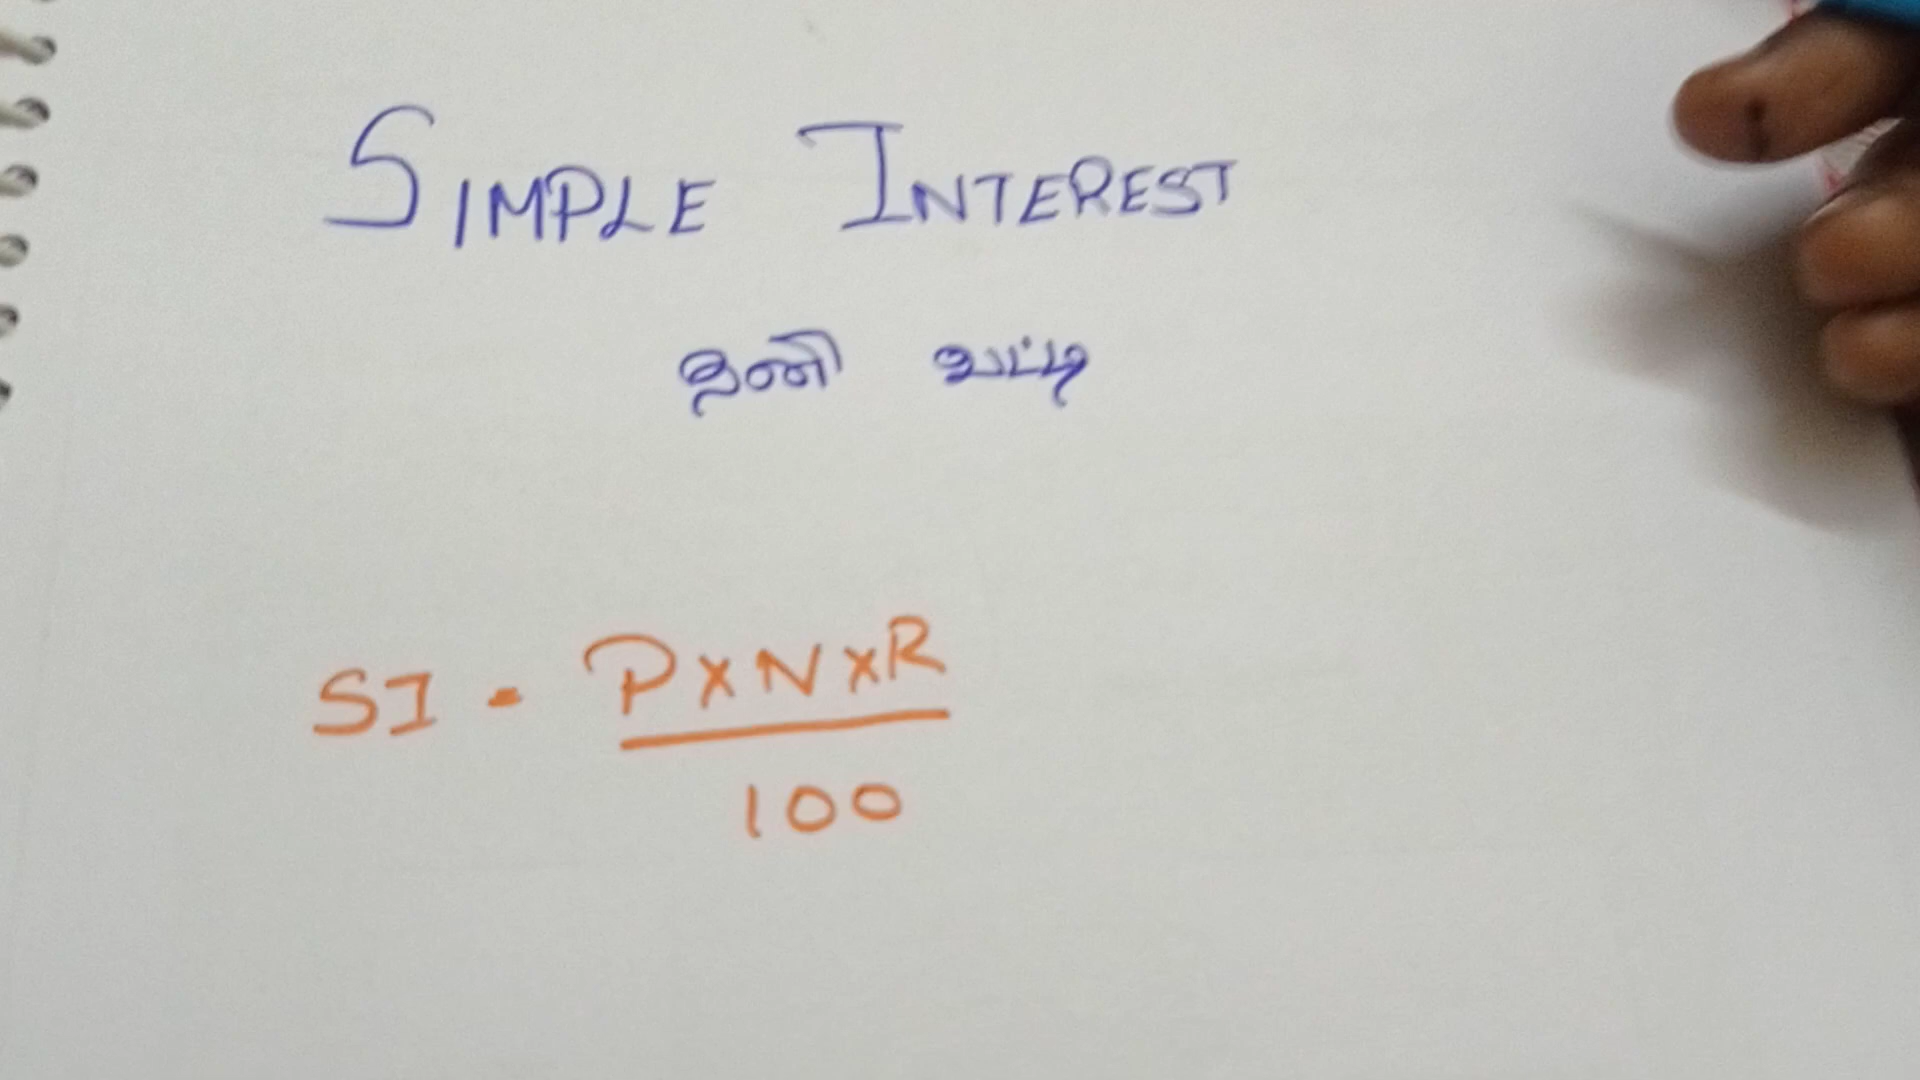 SIMPLE INTEREST
தனி வட்டி
SI = P×N×R
100